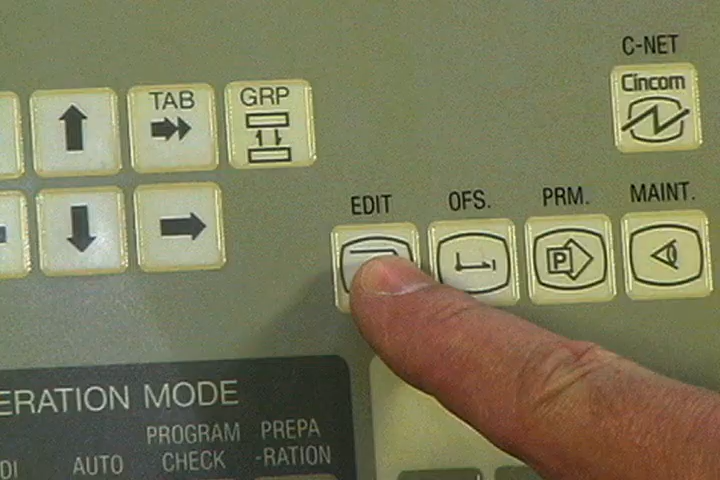 C-NET
Cincom
TAB
GRP
EDIT
OFS.
PRM.
MAINT.
P
ERATION MODE
DI
AUTO
PROGRAM
CHECK
PREPA
-RATION